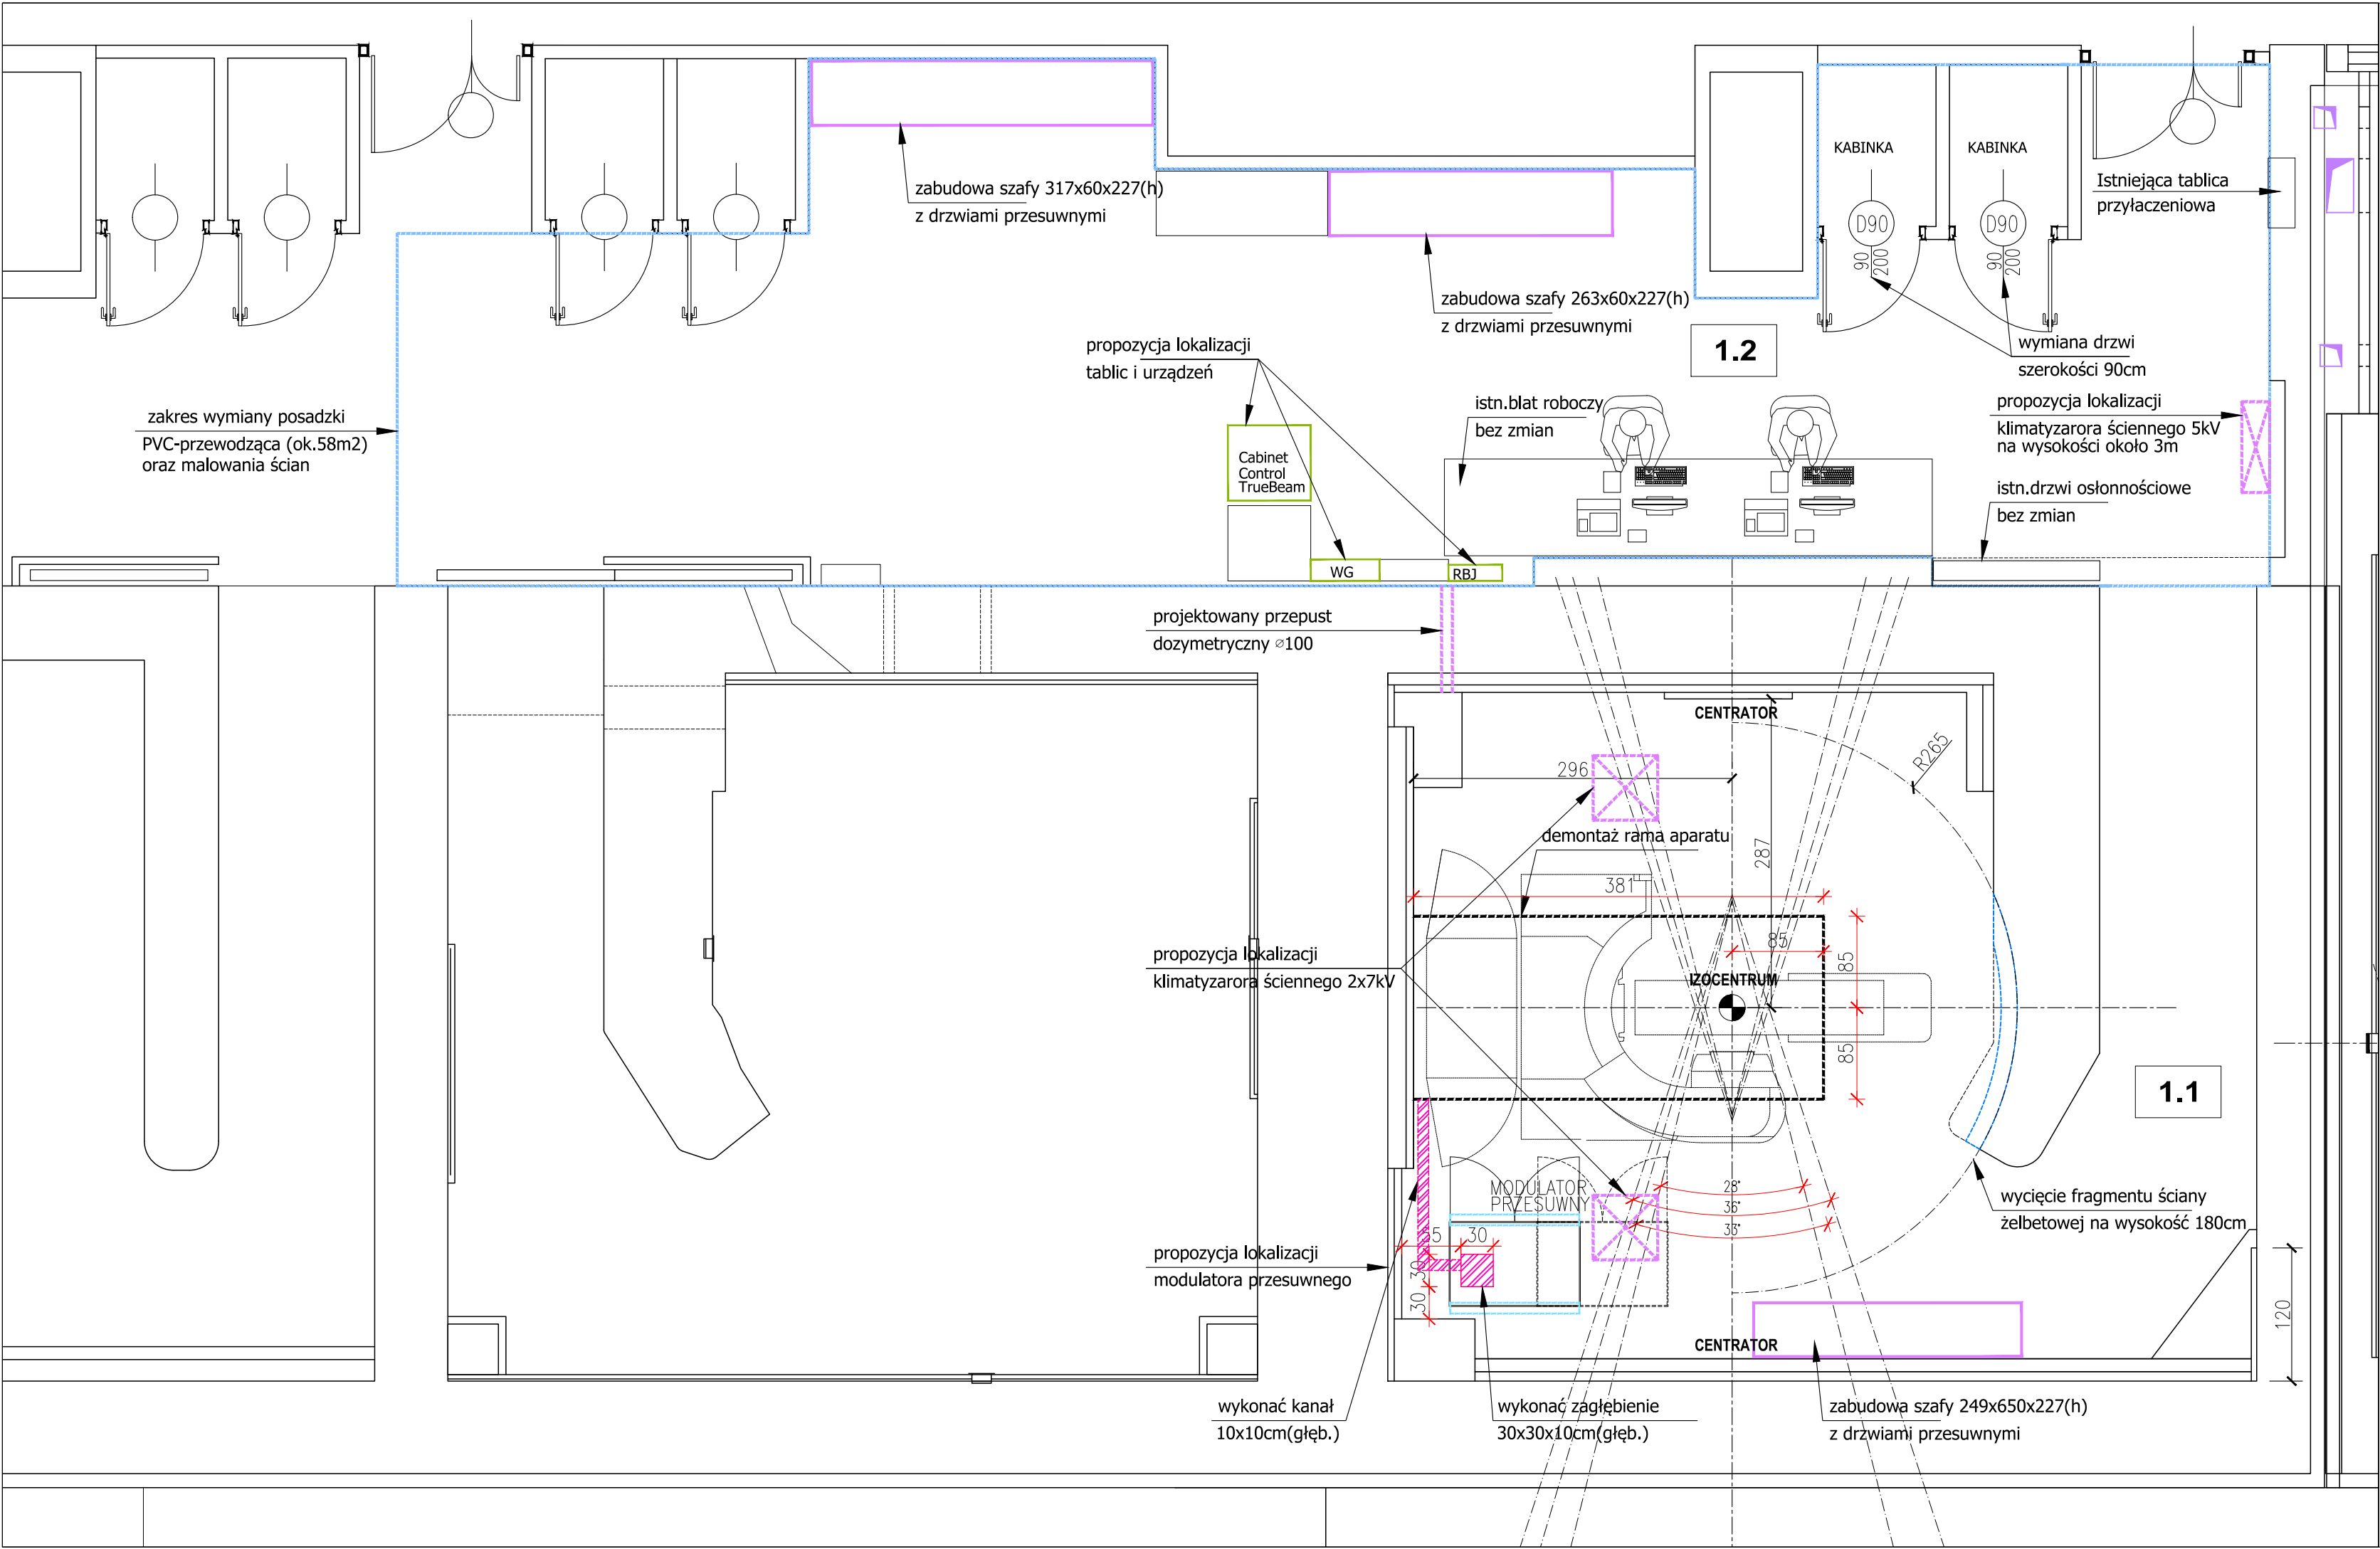 KABINKA
KABINKA
Istniejąca tablica
przyłaczeniowa
zabudowa szafy 317x60x227(h)
z drzwiami przesuwnymi
D90
D90
90
200
90
200
zabudowa szafy 263x60x227(h)
z drzwiami przesuwnymi
propozycja lokalizacji
tablic i urządzeń
1.2
wymiana drzwi
szerokości 90cm
zakres wymiany posadzki
PVC-przewodząca (ok.58m2)
oraz malowania ścian
istn.blat roboczy
bez zmian
propozycja lokalizacji
klimatyzarora ściennego 5kV
na wysokości około 3m
Cabinet
Control
TrueBeam
istn.drzwi osłonnościowe
bez zmian
WG
RBJ
projektowany przepust
dozymetryczny ⌀100
CENTRATOR
R265
296
demontaż rama aparatu
287
381
85
85
propozycja lokalizacji
klimatyzarora ściennego 2x7kV
IZOCENTRUM
85
1.1
MODULATOR
PRZESUWNY
28°
36°
33°
wycięcie fragmentu ściany
żelbetowej na wysokość 180cm
55
30
propozycja lokalizacji
modulatora przesuwnego
30
30
120
CENTRATOR
wykonać kanał
10x10cm(głęb.)
wykonać zagłębienie
30x30x10cm(głęb.)
zabudowa szafy 249x650x227(h)
z drzwiami przesuwnymi